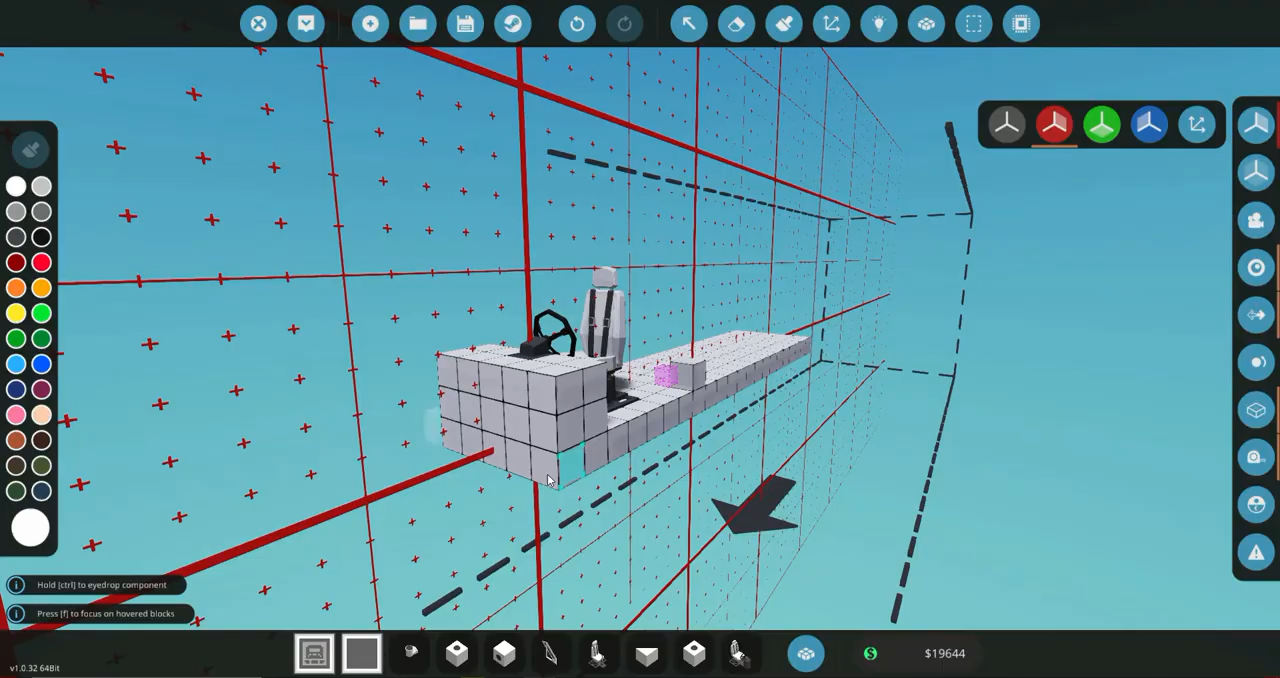 Hold [ctrl] to eyedrop component
Press [f] to focus on hovered blocks
v1.0.32 64Bit
$ $19644